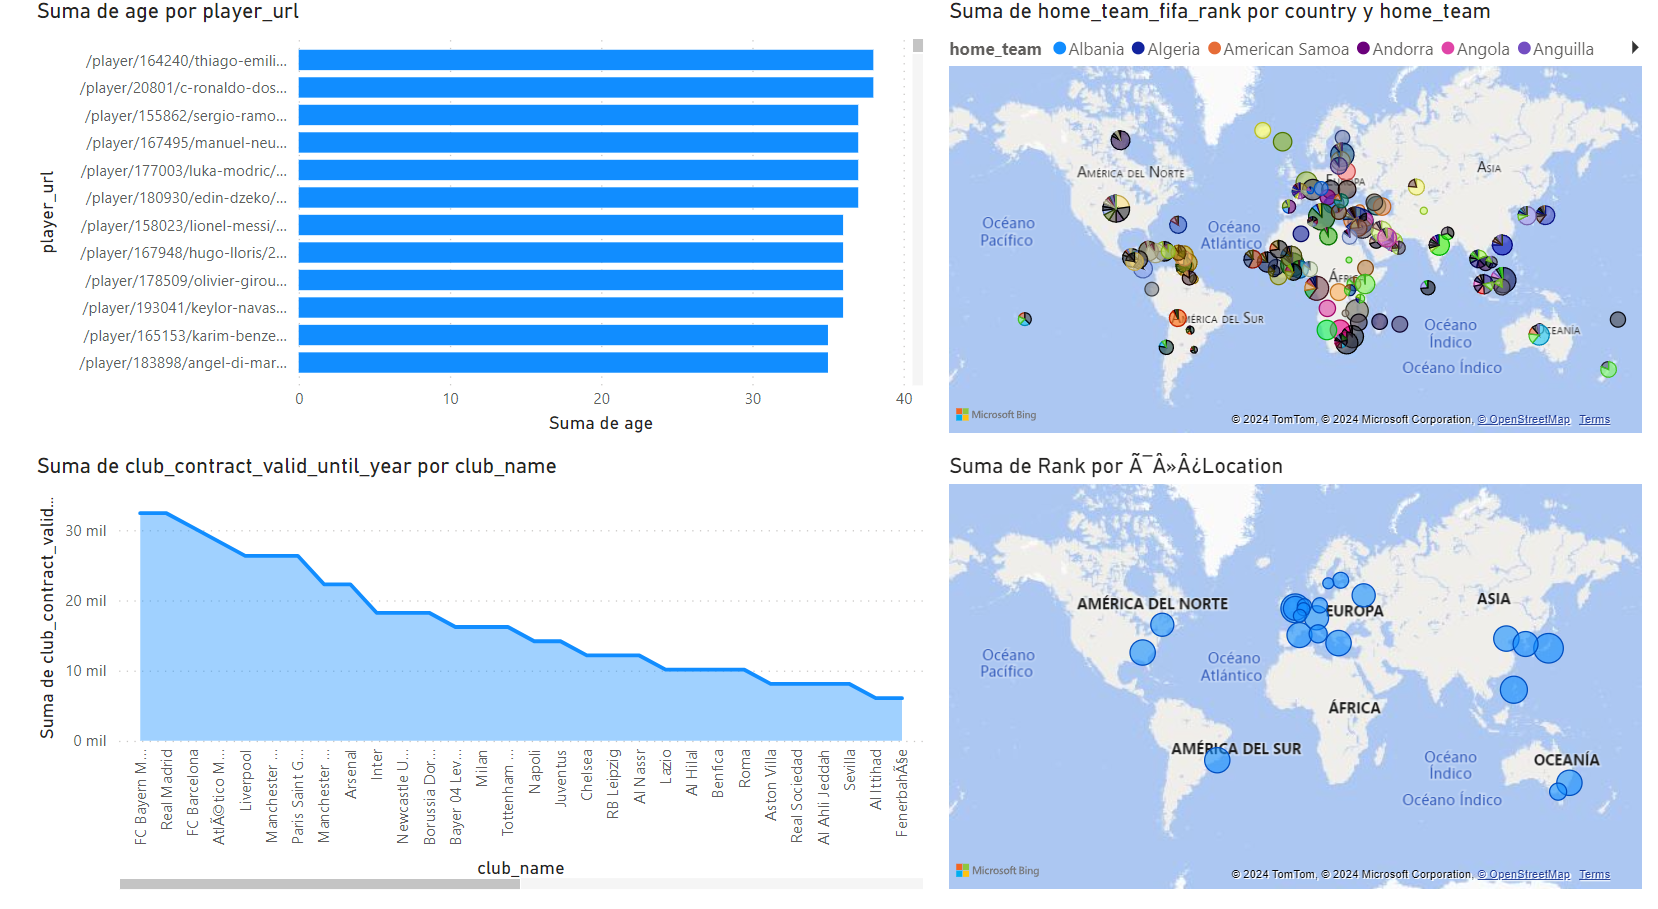 Suma de age por player_url
player_url
/player/164240/thiago-emili...
/player/20801/c-ronaldo-dos...
/player/155862/sergio-ramo...
/player/167495/manuel-neu...
/player/177003/luka-modric/...
/player/180930/edin-dzeko/...
/player/158023/lionel-messi/...
/player/167948/hugo-lloris/2...
/player/178509/olivier-girou...
/player/193041/keylor-navas...
/player/165153/karim-benze...
/player/183898/angel-di-mar...
0 10 20 30 40
Suma de age
Suma de home_team_fifa_rank por country y home_team
home_team Albania Algeria American Samoa Andorra Angola Anguilla
AMÉRICA DEL NORTE
EUROPA
ASIA
Océano
Pacífico
Océano
Atlántico
ÁFRICA
AMÉRICA DEL SUR
Océano
Índico
OCEANÍA
Océano Índico
Microsoft Bing
© 2024 TomTom, © 2024 Microsoft Corporation, © OpenStreetMap Terms
Suma de club_contract_valid_until_year por club_name
Suma de club_contract_valid...
30 mil
20 mil
10 mil
0 mil
FC Bayern M...
Real Madrid
FC Barcelona
AtlÃ©tico M...
Liverpool
Manchester ...
Paris Saint G...
Manchester ...
Arsenal
Inter
Newcastle U...
Borussia Dor...
Bayer 04 Lev...
Milan
Tottenham ...
Napoli
Juventus
Chelsea
RB Leipzig
Al Nassr
Lazio
Al Hilal
Benfica
Roma
Aston Villa
Real Sociedad
Al Ahli Jeddah
Sevilla
Al Ittihad
FenerbahÃ§e
club_name
Suma de Rank por Ã¯Â»Â¿Location
AMÉRICA DEL NORTE
EUROPA
ASIA
Océano
Pacífico
Océano
Atlántico
ÁFRICA
AMÉRICA DEL SUR
Océano
Índico
OCEANÍA
Océano Índico
Microsoft Bing
© 2024 TomTom, © 2024 Microsoft Corporation, © OpenStreetMap Terms